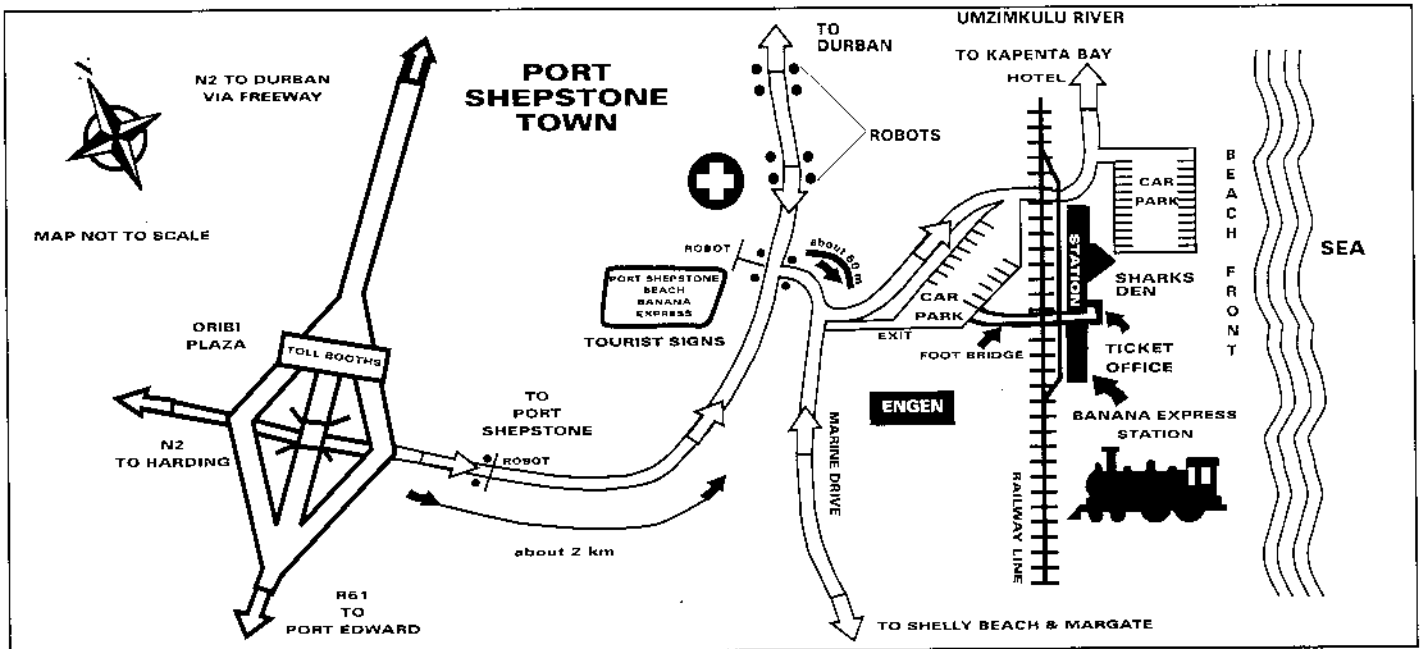 UMZIMKULU RIVER
TO
DURBAN
TO KAPENTA BAY
HOTEL
N2 TO DURBAN
VIA FREEWAY
PORT
SHEPSTONE
TOWN
ROBOTS
MAP NOT TO SCALE
CAR
PARK
BEACH FRONT
SEA
ROBOT
about 60 m
STATION
SHARKS
DEN
PORT SHEPSTONE
BEACH
BANANA
EXPRESS
TOURIST SIGNS
CAR
PARK
EXIT
FOOT BRIDGE
TICKET
OFFICE
ORIBI
PLAZA
TOLL BOOTHS
ENGEN
BANANA EXPRESS
STATION
TO
PORT
SHEPSTONE
N2
TO HARDING
ROBOT
MARINE DRIVE
RAILWAY LINE
about 2 km
R61
TO
PORT EDWARD
TO SHELLY BEACH & MARGATE